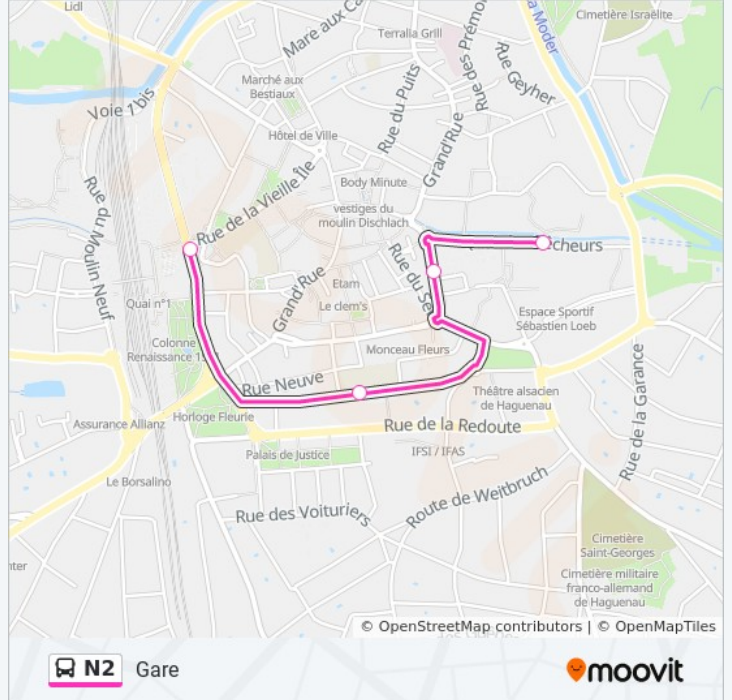 Lidl
Cimetière Israélite
la Moder
Mare aux Ca
Terralla Grill
Rue des Prémo
Rue Geyher
Marché aux
Bestiaux
Rue du Puits
Voie 1bis
Hôtel de Ville
Grand'Rue
Rue de la Vieille Île
Body Minute
vestiges du
moulin Dischlach
Rue du Moulin Neuf
cheurs
Rue du Se
Grand'Rue
Etam
Le clem's
Quai n°1
Espace Sportif
Sébastien Loeb
Colonne
Renaissance 1
Monceau Fleurs
Rue Neuve
Théâtre alsacien
de Haguenau
Rue de la Garance
Horloge Fleurie
Assurance Allianz
Rue de la Redoute
Palais de Justice
IFSI / IFAS
Le Borsalino
Route de Weitbruch
Rue des Voituriers
Cimetière
Saint-Georges
nter
Cimetière militaire
franco-allemand
de Haguenau
© OpenStreetMap contributors | © OpenMapTiles
N2 Gare
moovit